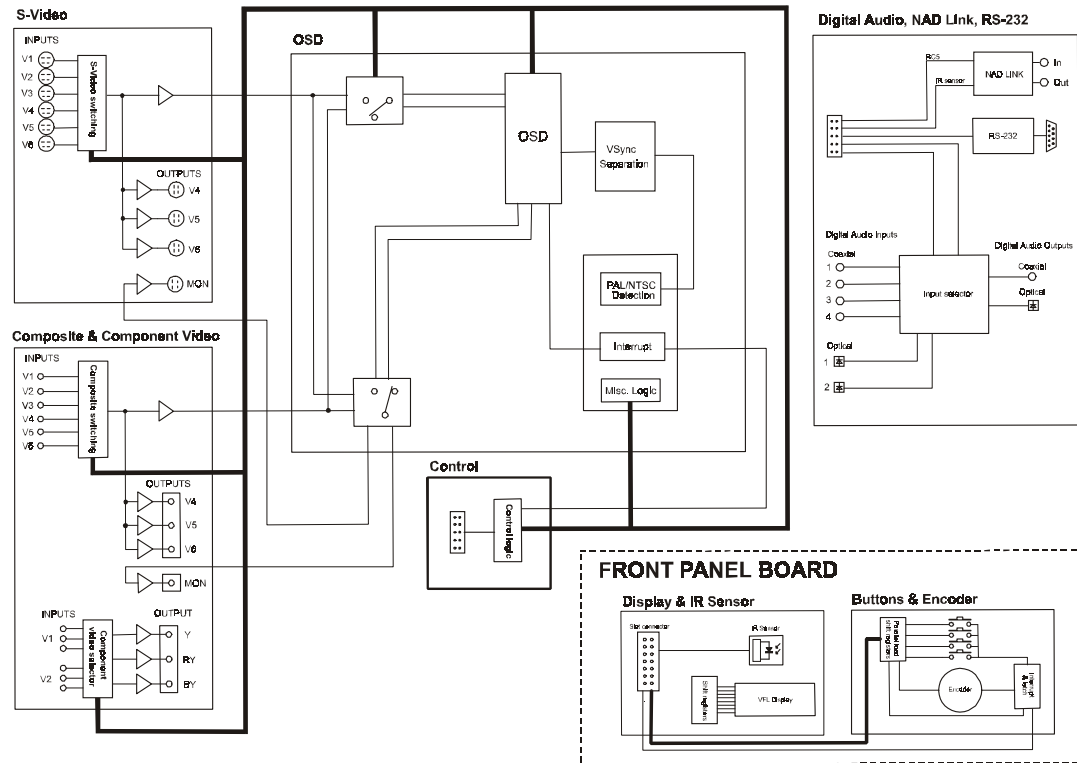 S-Video
INPUTS
V1
V2
V3
V4
V5
V6
S-Video switching
OUTPUTS
V4
V5
V6
MON
Composite & Component Video
INPUTS
V1
V2
V3
V4
V5
V6
Composite switching
OUTPUTS
V4
V5
V6
MON
INPUTS
V1
V2
Component
video selector
OUTPUT
Y
RY
BY
OSD
OSD
VSync
Separation
PAL/NTSC
Detection
Interrupt
Misc. Logic
Control
Control logic
Digital Audio, NAD Link, RS-232
RC5
IR sensor
NAD LINK
In
Out
RS-232
Digital Audio Inputs
Coaxial
1
2
3
4
Optical
1
2
Input selector
Digital Audio Outputs
Coaxial
Optical
FRONT PANEL BOARD
Display & IR Sensor
Slot connector
IR Sensor
Shift registers
VFL Display
Buttons & Encoder
Parallel load
shift registers
Encoder
Interrupt